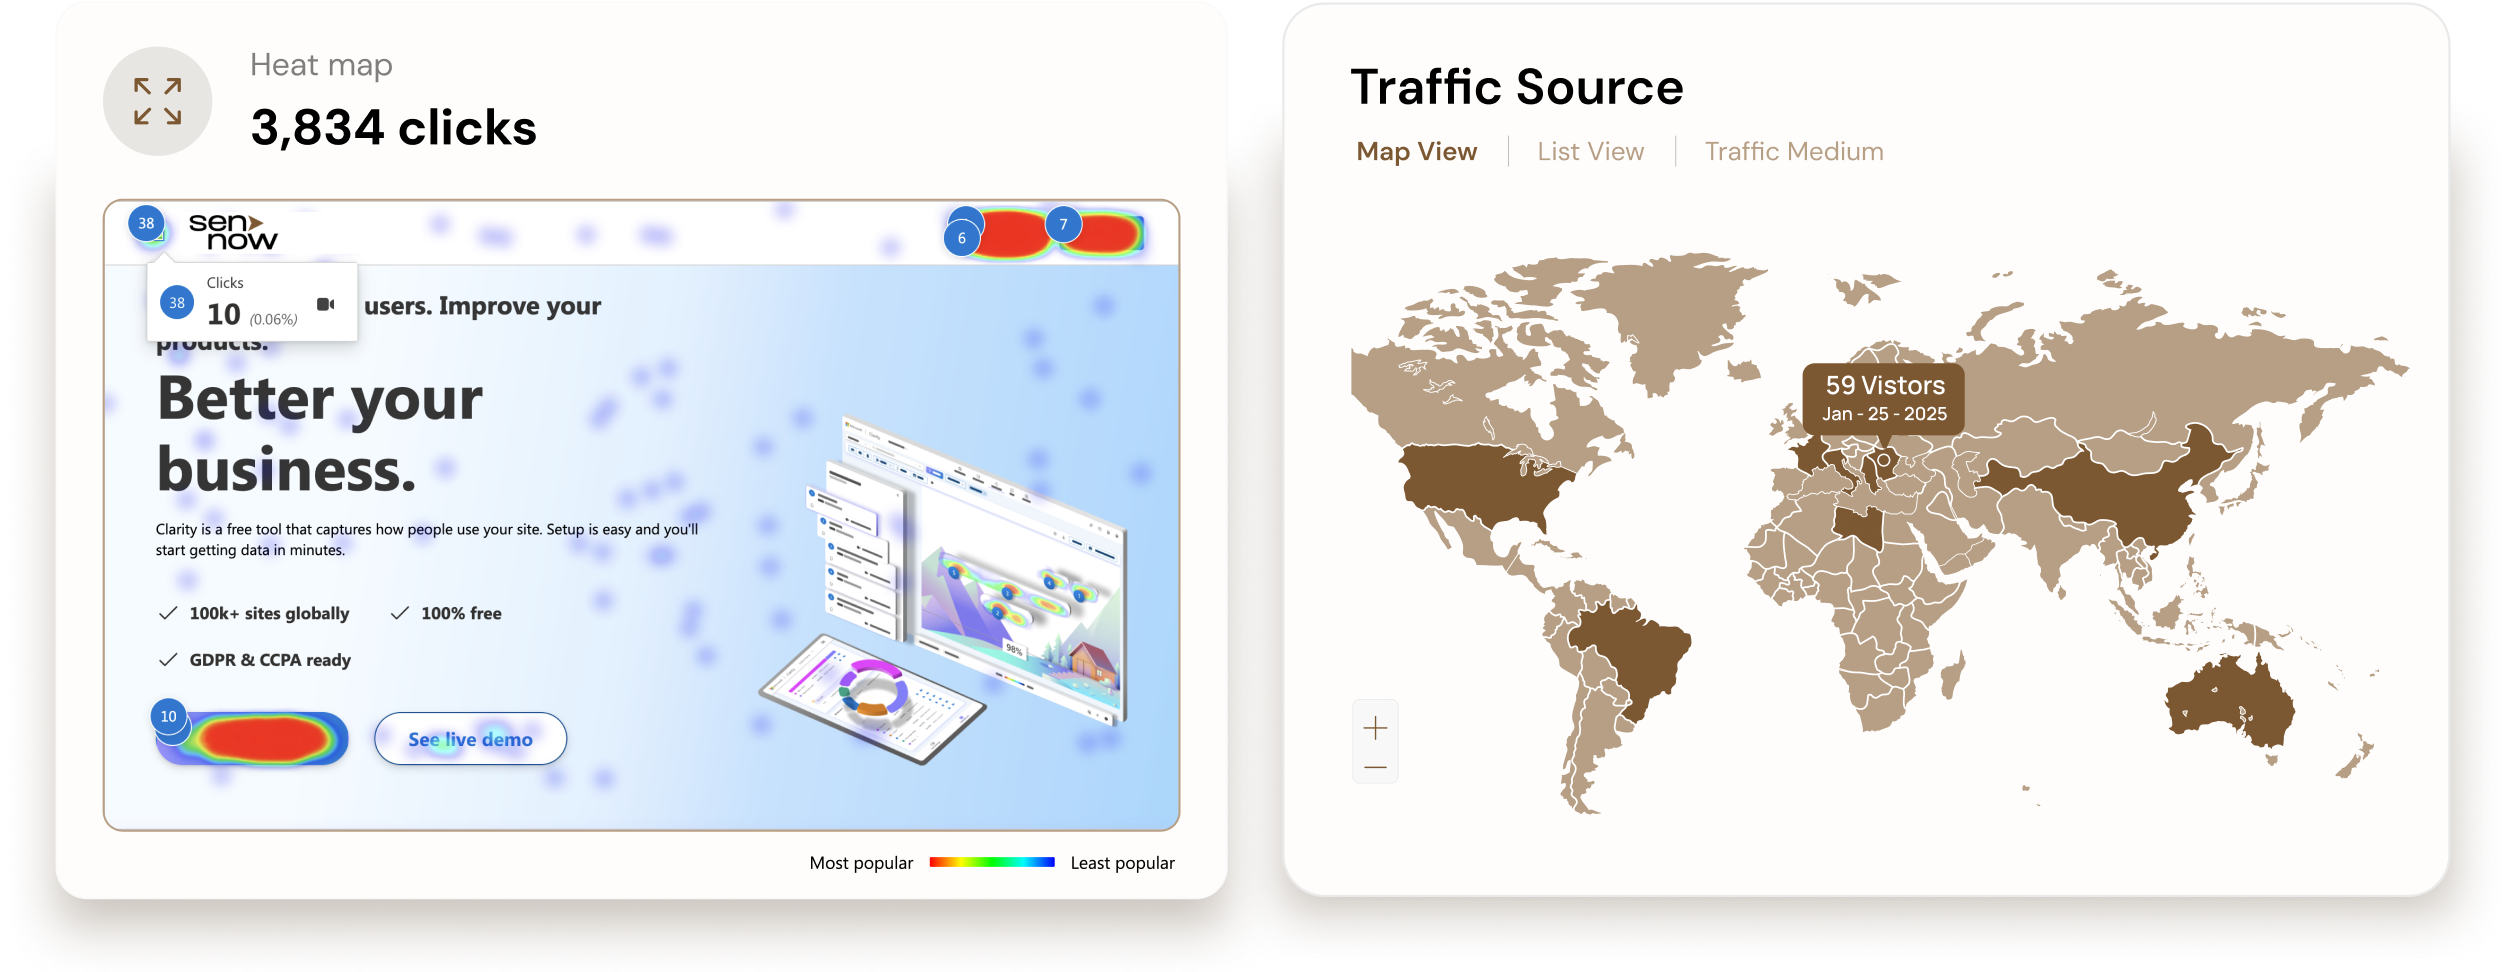 Heat map
3,834 clicks
38
sen
now
6
7
Clicks
38
10 (0.06%)
users. Improve your
products.
Better your
business.
Clarity is a free tool that captures how people use your site. Setup is easy and you'll
start getting data in minutes.
100k+ sites globally
100% free
GDPR & CCPA ready
98%
10
See live demo
Most popular
Least popular
Traffic Source
Map View
List View
Traffic Medium
59 Vistors
Jan - 25 - 2025